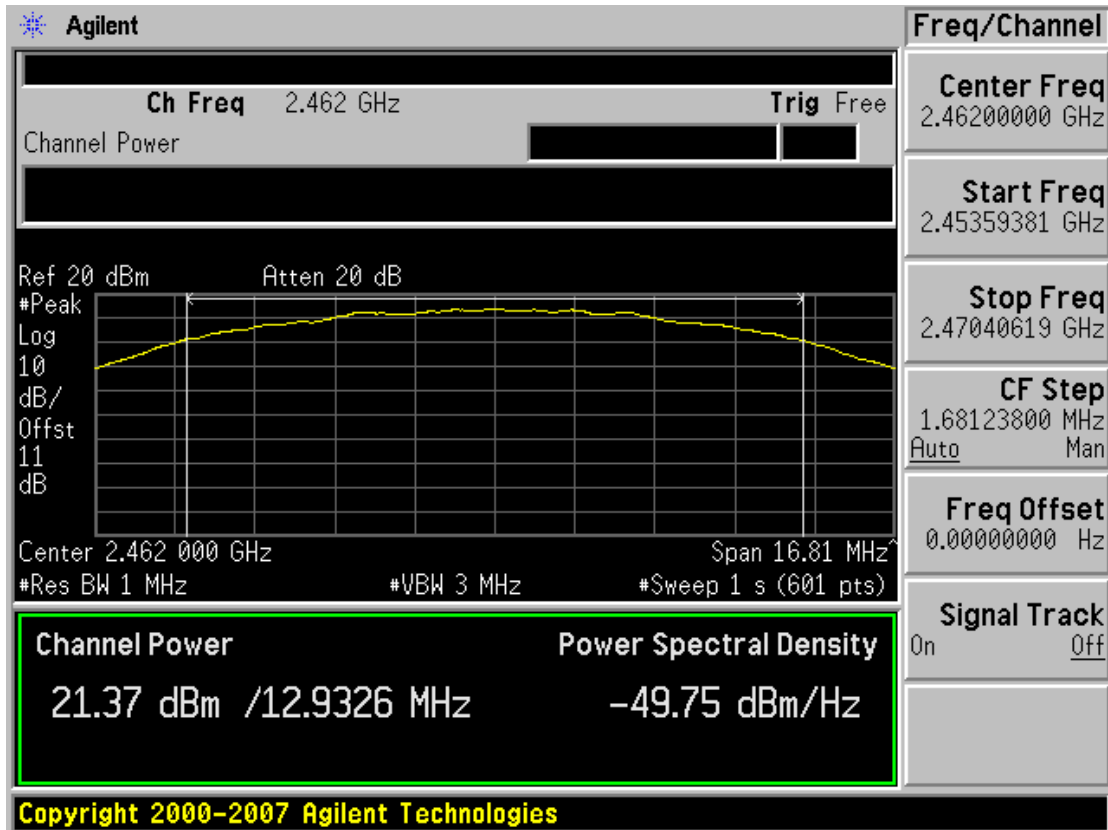 Agilent
Freq/Channel
Ch Freq 2.462 GHz Trig Free
Channel Power
Center Freq
2.46200000 GHz
Start Freq
2.45359381 GHz
Stop Freq
2.47040619 GHz
CF Step
1.68123800 MHz
Auto Man
Freq Offset
0.00000000 Hz
Signal Track
On Off
Ref 20 dBm Atten 20 dB
#Peak
Log
10
dB/
Offst
11
dB
Center 2.462 000 GHz Span 16.81 MHz^
#Res BW 1 MHz #VBW 3 MHz #Sweep 1 s (601 pts)
Channel Power Power Spectral Density
21.37 dBm /12.9326 MHz -49.75 dBm/Hz
Copyright 2000-2007 Agilent Technologies